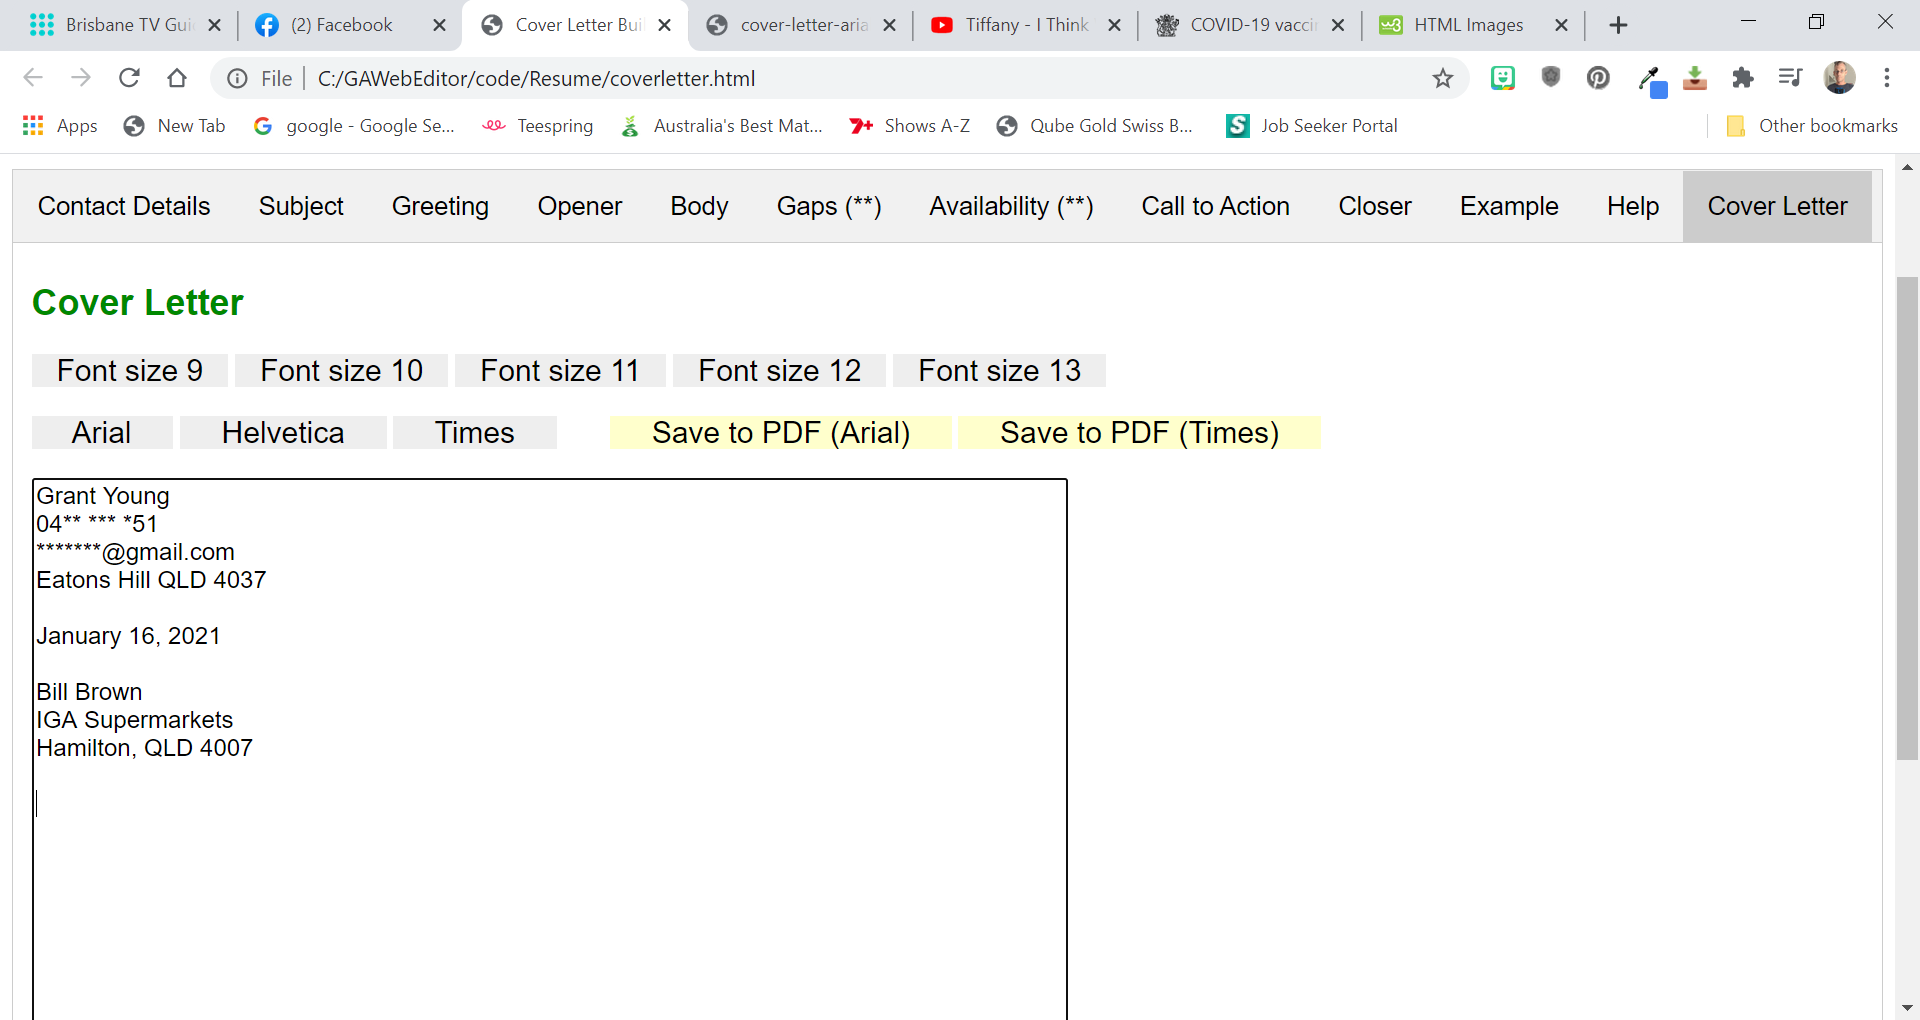 Brisbane TV Gui
(2) Facebook
Cover Letter Bui
cover-letter-aria
Tiffany - I Think
COVID-19 vacci
HTML Images
File
C:/GAWebEditor/code/Resume/coverletter.html
Apps
New Tab
google - Google Se...
Teespring
Australia's Best Mat...
7+ Shows A-Z
Qube Gold Swiss B...
S Job Seeker Portal
Other bookmarks
Contact Details
Subject
Greeting
Opener
Body
Gaps (**)
Availability (**)
Call to Action
Closer
Example
Help
Cover Letter
Cover Letter
Font size 9
Font size 10
Font size 11
Font size 12
Font size 13
Arial
Helvetica
Times
Save to PDF (Arial)
Save to PDF (Times)
Grant Young
04** *** *51
*******@gmail.com
Eatons Hill QLD 4037
January 16, 2021
Bill Brown
IGA Supermarkets
Hamilton, QLD 4007